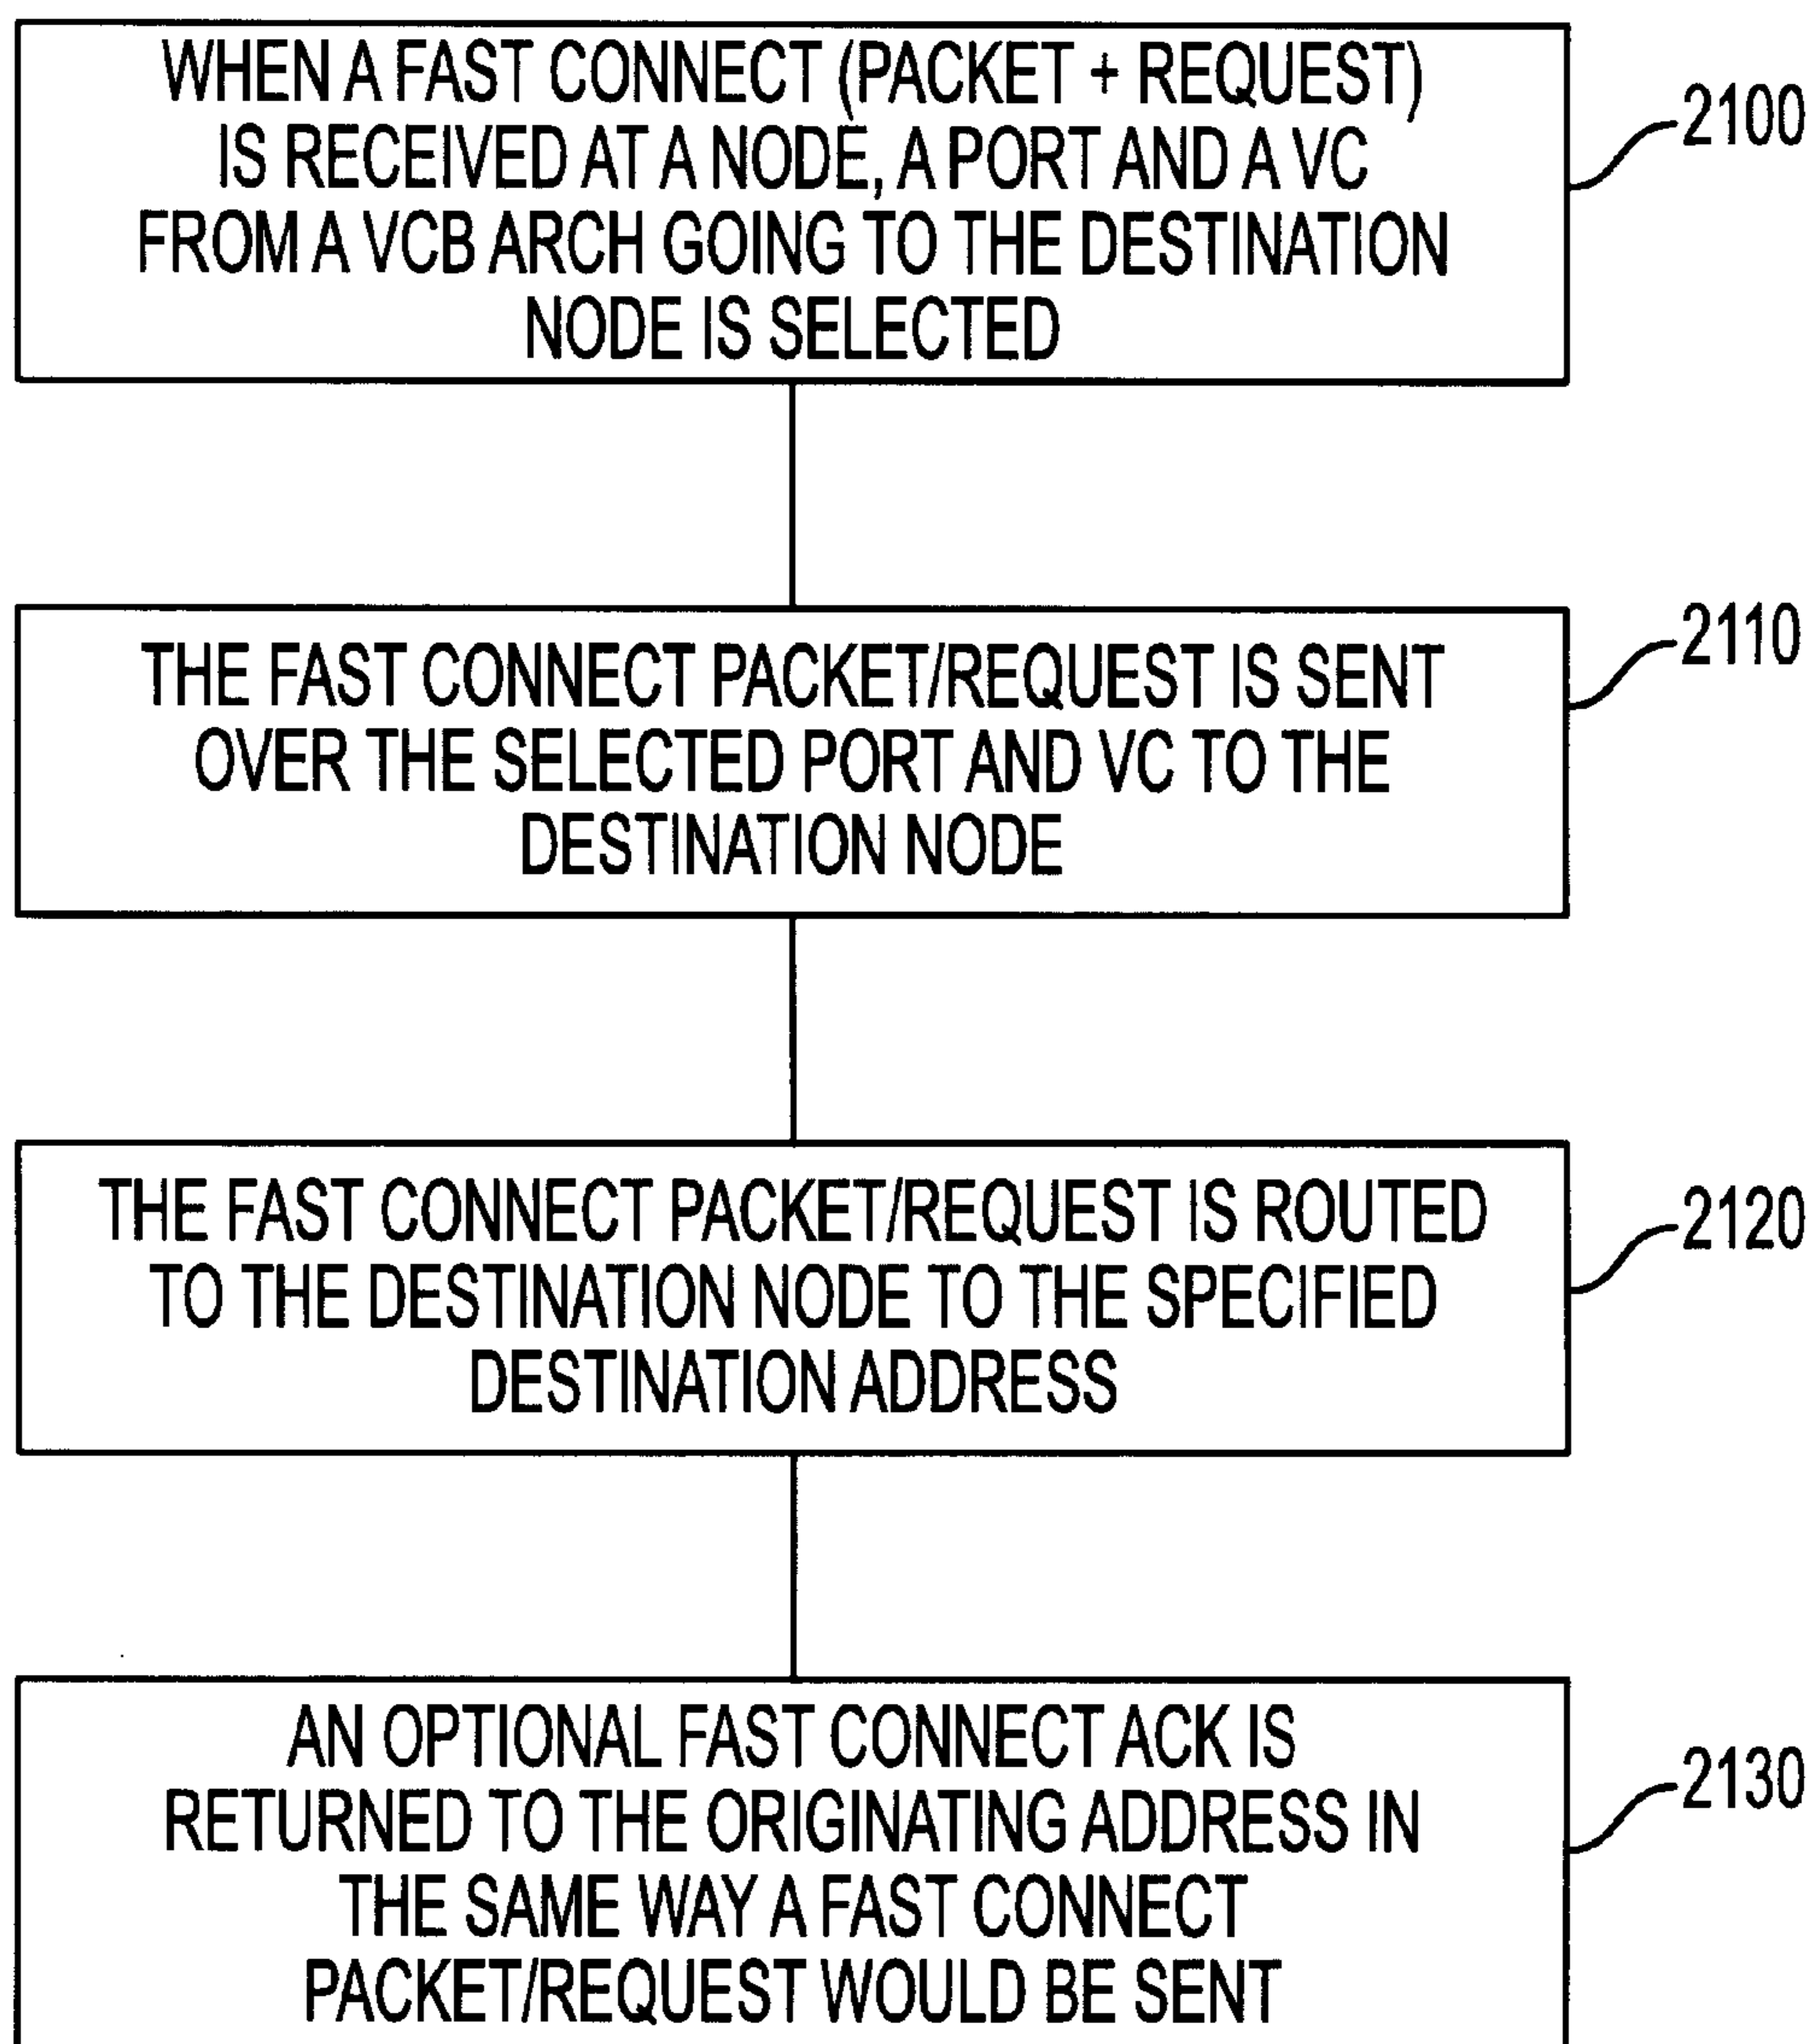 WHEN A FAST CONNECT (PACKET + REQUEST)
IS RECEIVED AT A NODE, A PORT AND A VC
FROM A VCB ARCH GOING TO THE DESTINATION
NODE IS SELECTED
2100
THE FAST CONNECT PACKET/REQUEST IS SENT
OVER THE SELECTED PORT AND VC TO THE
DESTINATION NODE
2110
THE FAST CONNECT PACKET/REQUEST IS ROUTED
TO THE DESTINATION NODE TO THE SPECIFIED
DESTINATION ADDRESS
2120
AN OPTIONAL FAST CONNECT ACK IS
RETURNED TO THE ORIGINATING ADDRESS IN
THE SAME WAY A FAST CONNECT
PACKET/REQUEST WOULD BE SENT
2130